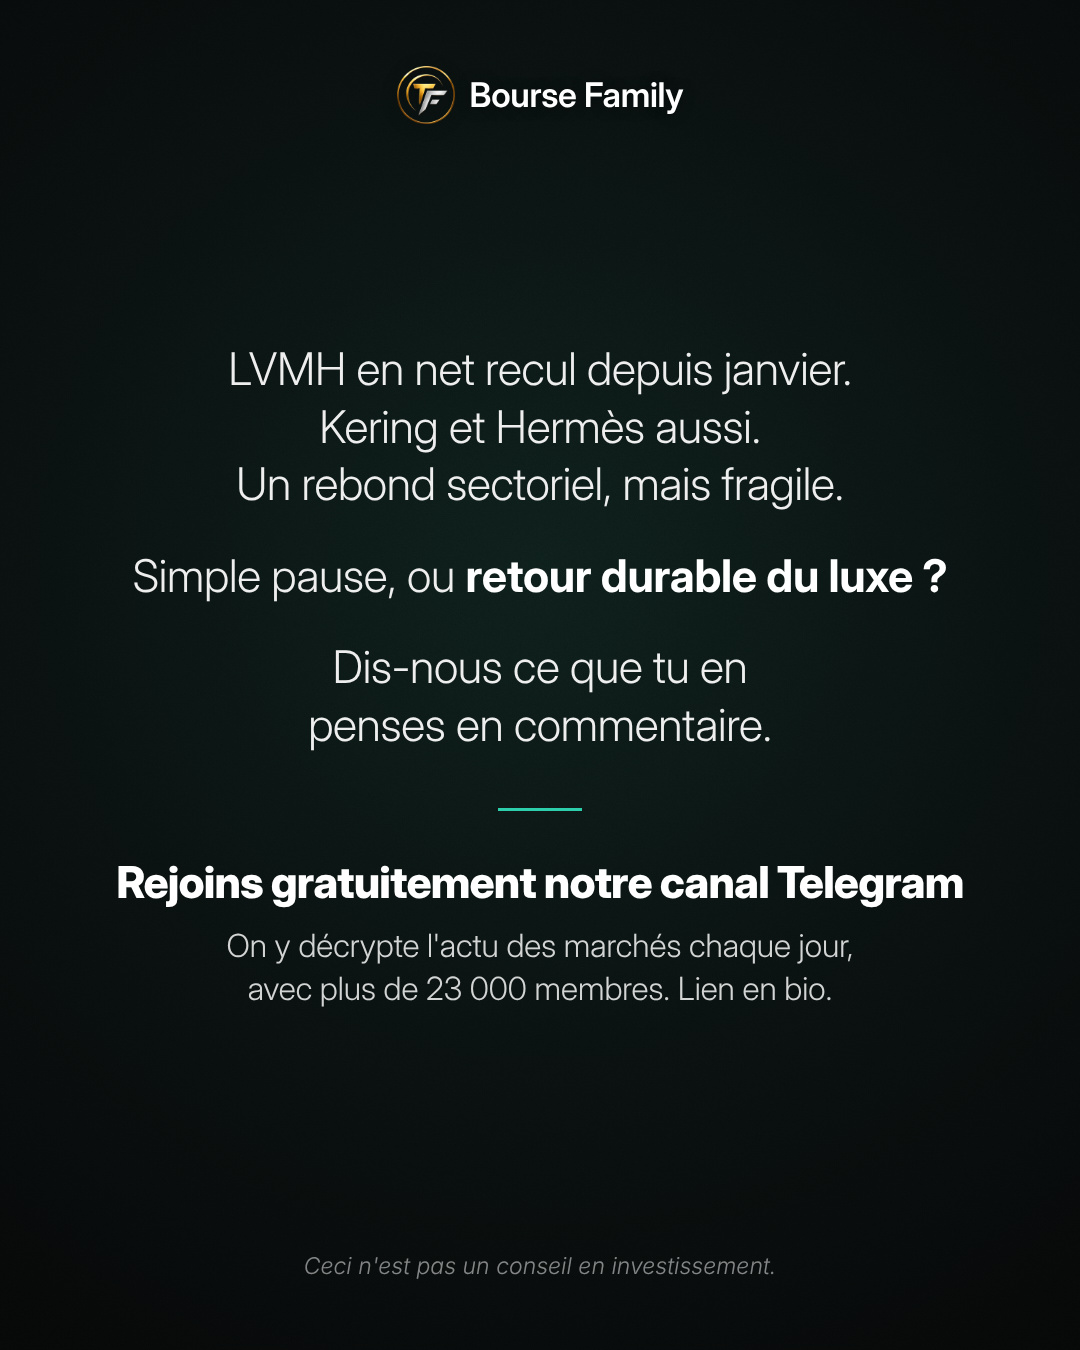 TF Bourse Family
LVMH en net recul depuis janvier.
Kering et Hermès aussi.
Un rebond sectoriel, mais fragile.
Simple pause, ou retour durable du luxe ?
Dis-nous ce que tu en
penses en commentaire.
Rejoins gratuitement notre canal Telegram
On y décrypte l'actu des marchés chaque jour,
avec plus de 23 000 membres. Lien en bio.
Ceci n'est pas un conseil en investissement.